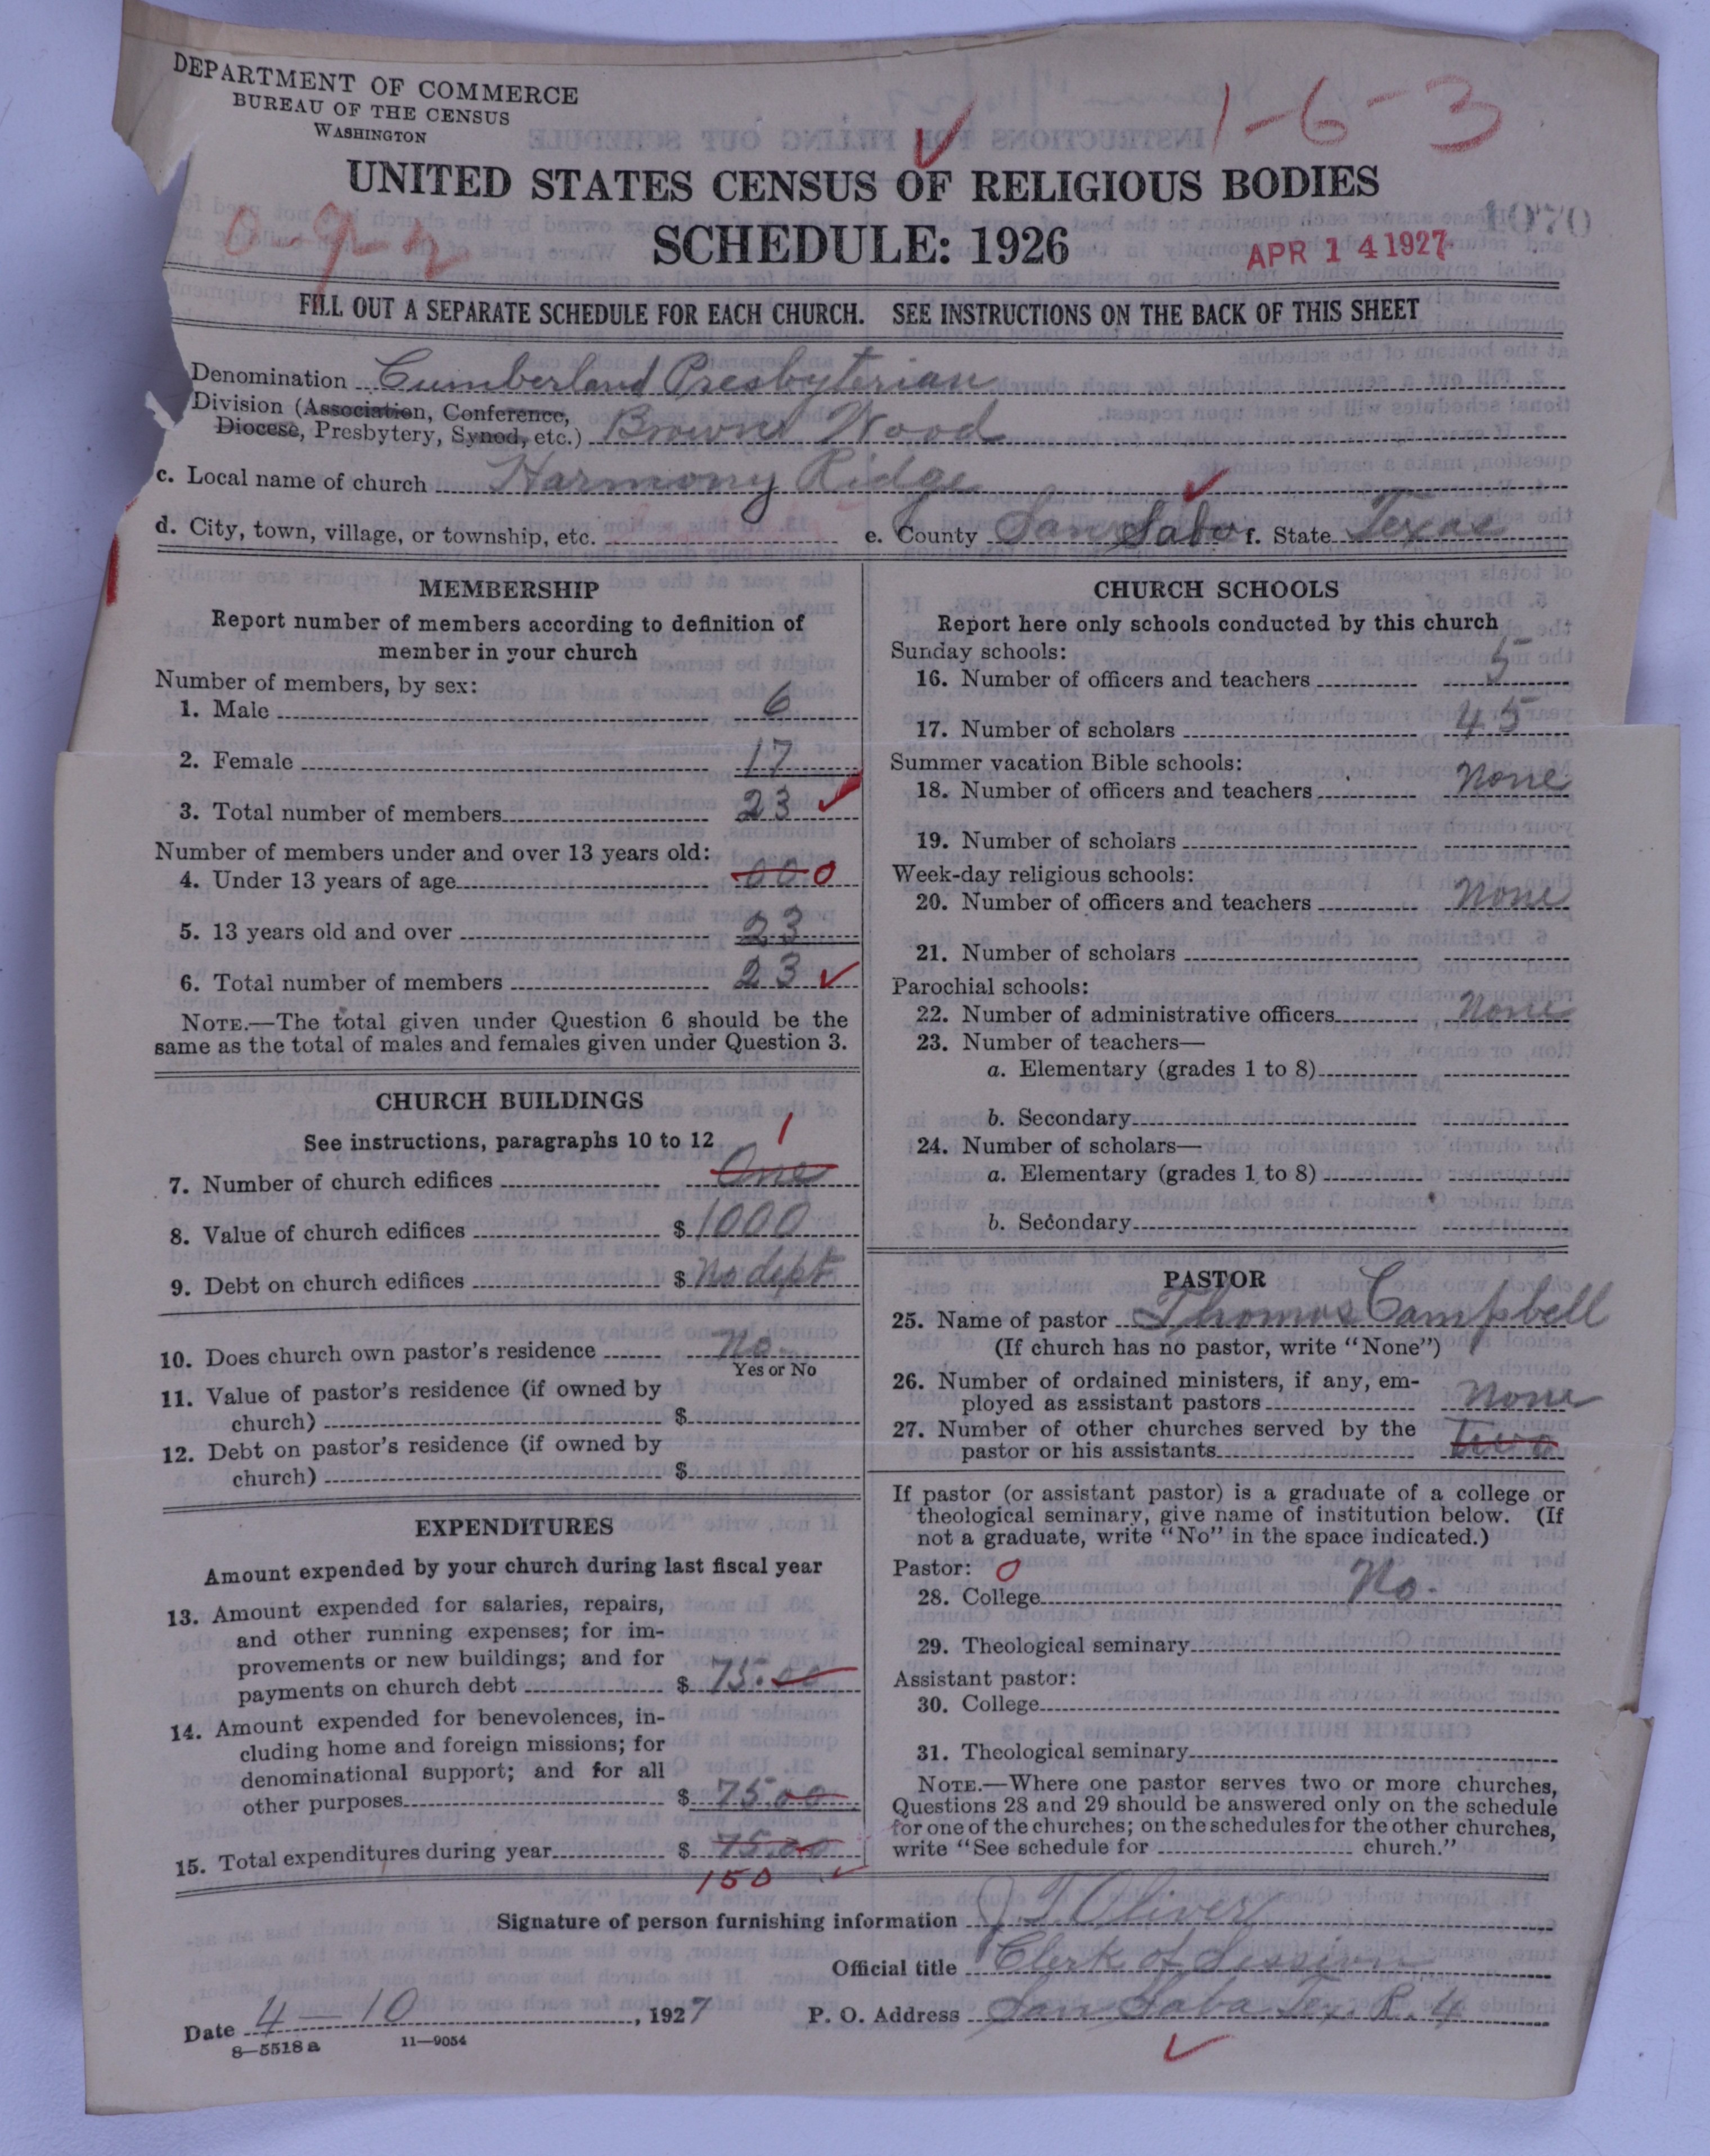 DEPARTMENT OF COMMERCE
BUREAU OF THE CENSUS
WASHINGTON
1-6-3
UNITED STATES CENSUS OF RELIGIOUS BODIES
SCHEDULE: 1926
0-9-2
1070
APR 14 1927
FILL OUT A SEPARATE SCHEDULE FOR EACH CHURCH. SEE INSTRUCTIONS ON THE BACK OF THIS SHEET
Denomination Cumberland Presbyterian
Division (Association, Conference,
Diocese, Presbytery, Synod, etc.) Brown Wood
c. Local name of church Harmony Ridge
d. City, town, village, or township, etc. e. County San Saba f. State Texas
MEMBERSHIP
Report number of members according to definition of
member in your church
Number of members, by sex:
1. Male 6
2. Female 17
3. Total number of members 23
Number of members under and over 13 years old:
4. Under 13 years of age 000 0
5. 13 years old and over 23
6. Total number of members 23
NOTE.—The total given under Question 6 should be the
same as the total of males and females given under Question 3.
CHURCH BUILDINGS
See instructions, paragraphs 10 to 12
1
7. Number of church edifices One
8. Value of church edifices $ 1000
9. Debt on church edifices $ No dept
10. Does church own pastor's residence No.
Yes or No
11. Value of pastor's residence (if owned by
church) $
12. Debt on pastor's residence (if owned by
church) $
EXPENDITURES
Amount expended by your church during last fiscal year
13. Amount expended for salaries, repairs,
and other running expenses; for im-
provements or new buildings; and for
payments on church debt $ 75.00
14. Amount expended for benevolences, in-
cluding home and foreign missions; for
denominational support; and for all
other purposes $ 75.00
15. Total expenditures during year $ 75.00
150
CHURCH SCHOOLS
Report here only schools conducted by this church
Sunday schools:
16. Number of officers and teachers 5
17. Number of scholars 45
Summer vacation Bible schools:
18. Number of officers and teachers None
19. Number of scholars
Week-day religious schools:
20. Number of officers and teachers None
21. Number of scholars
Parochial schools:
22. Number of administrative officers None
23. Number of teachers—
a. Elementary (grades 1 to 8)
b. Secondary
24. Number of scholars—
a. Elementary (grades 1 to 8)
b. Secondary
PASTOR
25. Name of pastor Thomas Campbell
(If church has no pastor, write "None")
26. Number of ordained ministers, if any, em-
ployed as assistant pastors None
27. Number of other churches served by the
pastor or his assistants Two
If pastor (or assistant pastor) is a graduate of a college or
theological seminary, give name of institution below. (If
not a graduate, write "No" in the space indicated.)
Pastor: 0
28. College No.
29. Theological seminary
Assistant pastor:
30. College
31. Theological seminary
NOTE.—Where one pastor serves two or more churches,
Questions 28 and 29 should be answered only on the schedule
for one of the churches; on the schedules for the other churches,
write "See schedule for church."
Signature of person furnishing information J T Oliver
Official title Clerk of Session
Date 4-10, 1927 P. O. Address San Saba Tex. R. 4
8-5518 a 11-9054